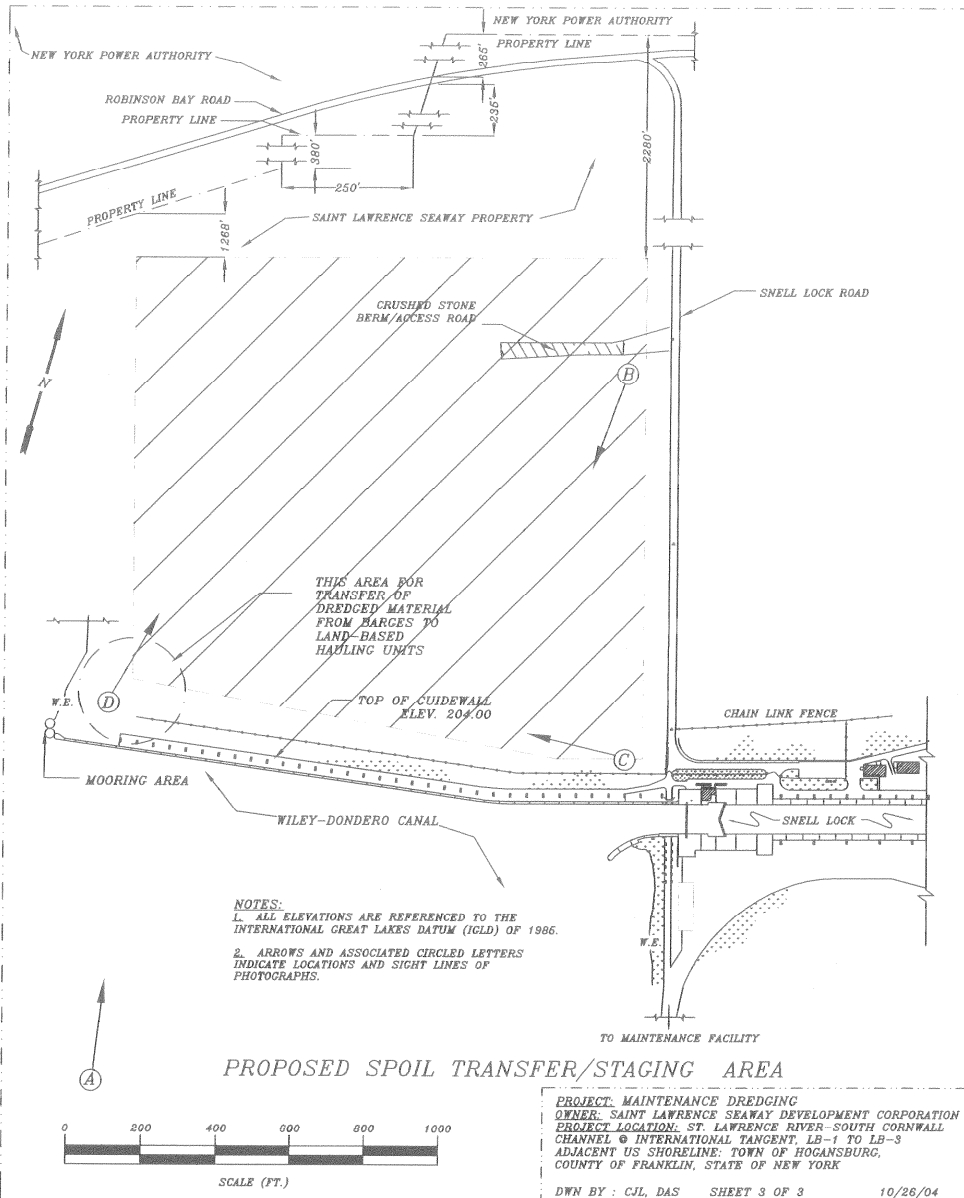 NEW YORK POWER AUTHORITY
PROPERTY LINE
NEW YORK POWER AUTHORITY
265'
ROBINSON BAY ROAD
PROPERTY LINE
235'
380'
2280'
250'
PROPERTY LINE
SAINT LAWRENCE SEAWAY PROPERTY
1268'
SNELL LOCK ROAD
CRUSHED STONE
BERM/ACCESS ROAD
N
B
THIS AREA FOR
TRANSFER OF
DREDGED MATERIAL
FROM BARGES TO
LAND-BASED
HAULING UNITS
W.E.
D
TOP OF GUIDEWALL
ELEV. 204.00
CHAIN LINK FENCE
C
MOORING AREA
WILEY-DONDERO CANAL
SNELL LOCK
NOTES:
1. ALL ELEVATIONS ARE REFERENCED TO THE
INTERNATIONAL GREAT LAKES DATUM (IGLD) OF 1986.
2. ARROWS AND ASSOCIATED CIRCLED LETTERS
INDICATE LOCATIONS AND SIGHT LINES OF
PHOTOGRAPHS.
W.E.
TO MAINTENANCE FACILITY
A
PROPOSED SPOIL TRANSFER/STAGING AREA
0 200 400 600 800 1000
SCALE (FT.)
PROJECT: MAINTENANCE DREDGING
OWNER: SAINT LAWRENCE SEAWAY DEVELOPMENT CORPORATION
PROJECT LOCATION: ST. LAWRENCE RIVER-SOUTH CORNWALL
CHANNEL @ INTERNATIONAL TANGENT, LB-1 TO LB-3
ADJACENT US SHORELINE: TOWN OF HOGANSBURG,
COUNTY OF FRANKLIN, STATE OF NEW YORK
DWN BY : CJL, DAS SHEET 3 OF 3 10/26/04